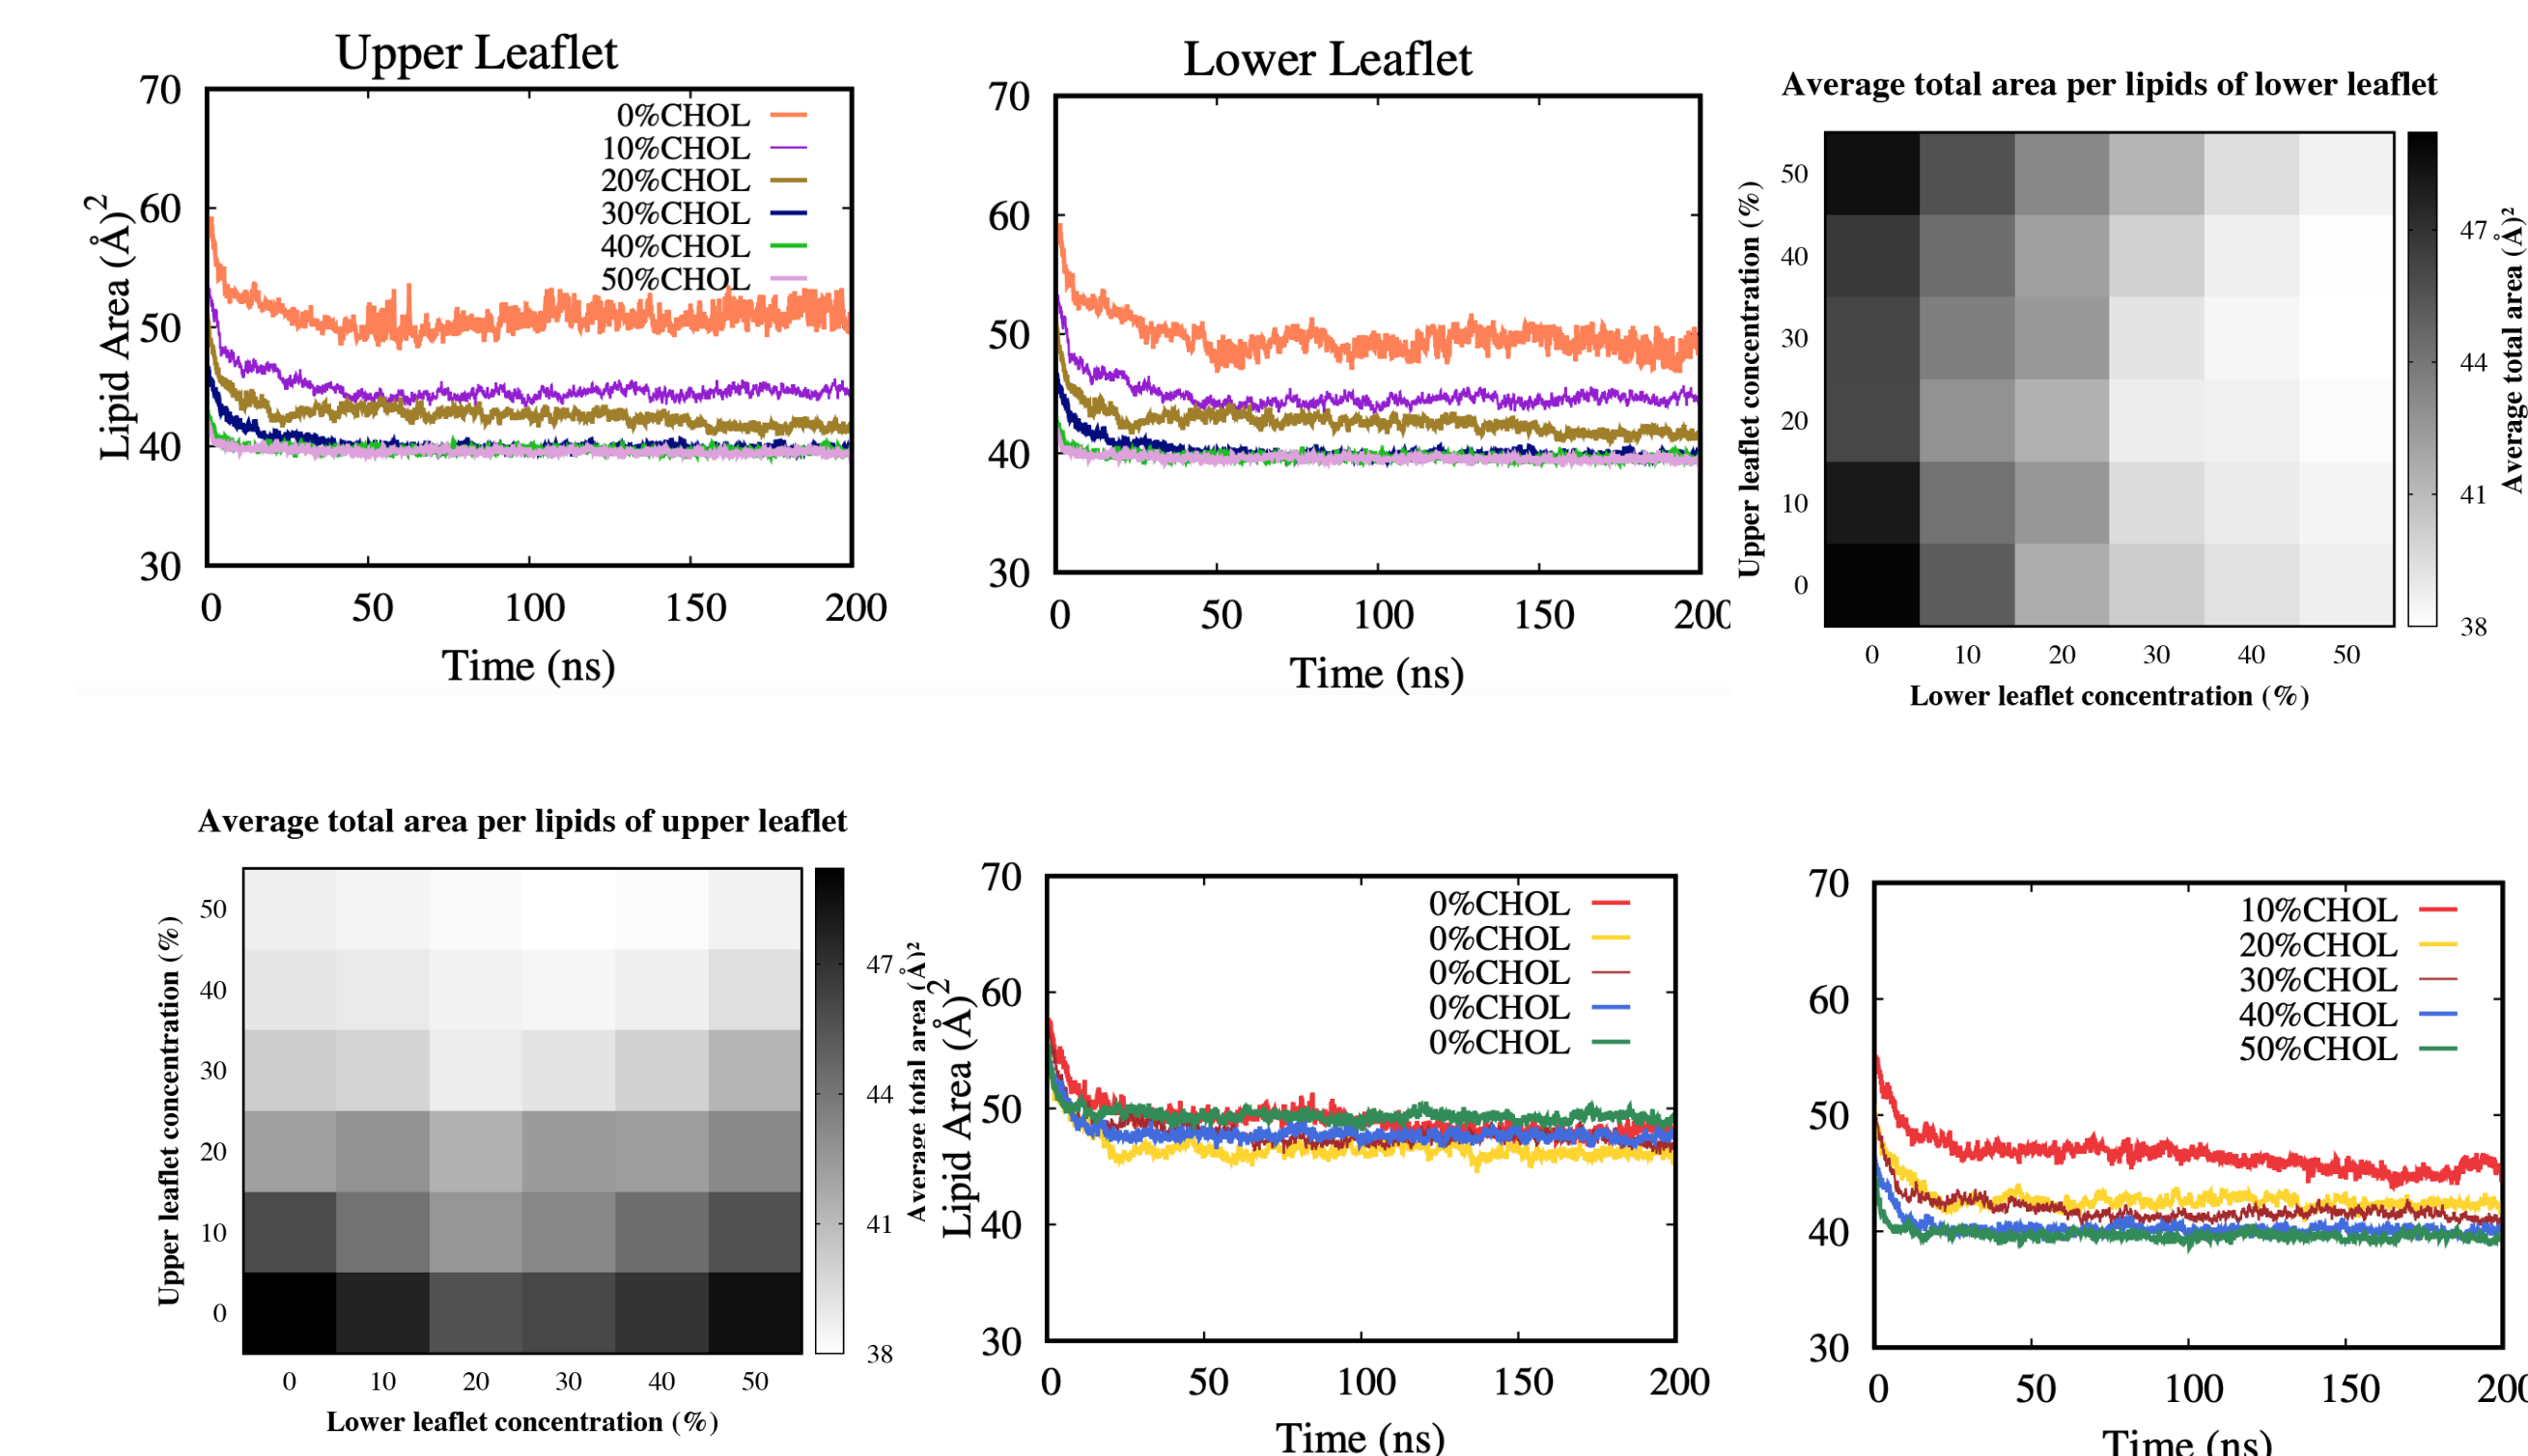 Upper Leaflet
70
60
50
40
30
0
50
100
150
200
Lipid Area (Å)²
Time (ns)
0%CHOL
10%CHOL
20%CHOL
30%CHOL
40%CHOL
50%CHOL
Lower Leaflet
70
60
50
40
30
0
50
100
150
200
Time (ns)
Average total area per lipids of lower leaflet
Upper leaflet concentration (%)
50
40
30
20
10
0
0
10
20
30
40
50
Lower leaflet concentration (%)
47
44
41
38
Average total area (Å)²
Average total area per lipids of upper leaflet
Upper leaflet concentration (%)
50
40
30
20
10
0
0
10
20
30
40
50
Lower leaflet concentration (%)
47
44
41
38
Average total area (Å)²
Lipid Area (Å)²
70
60
50
40
30
0
50
100
150
200
Time (ns)
0%CHOL
0%CHOL
0%CHOL
0%CHOL
0%CHOL
70
60
50
40
30
0
50
100
150
200
Time (ns)
10%CHOL
20%CHOL
30%CHOL
40%CHOL
50%CHOL